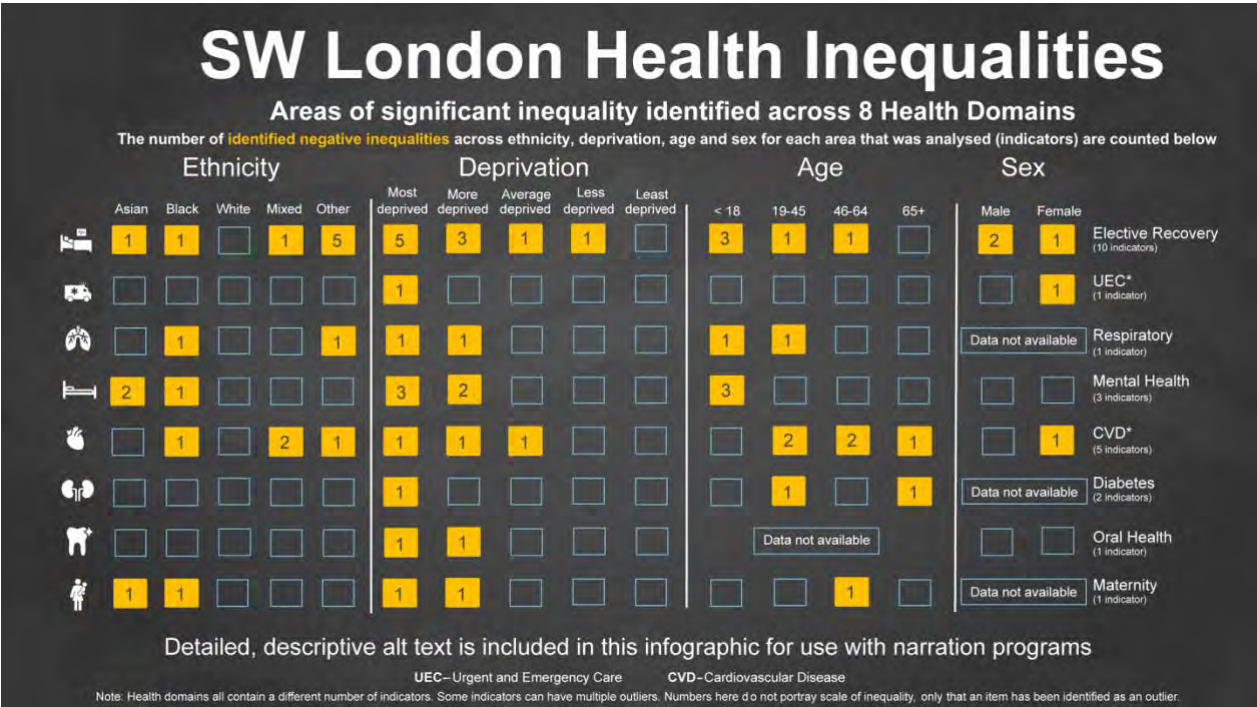 SW London Health Inequalities
Areas of significant inequality identified across 8 Health Domains
The number of identified negative inequalities across ethnicity, deprivation, age and sex for each area that was analysed (indicators) are counted below
Ethnicity Deprivation Age Sex
Asian Black White Mixed Other Most deprived More deprived Average deprived Less deprived Least deprived < 18 19-45 46-64 65+ Male Female
1 1 1 5 5 3 1 1 3 1 1 2 1 Elective Recovery
(10 indicators)
1 1 UEC*
(1 indicator)
1 1 1 1 1 1 Data not available Respiratory
(1 indicator)
2 1 3 2 3 Mental Health
(3 indicators)
1 2 1 1 1 1 2 2 1 1 CVD*
(5 indicators)
1 1 1 Data not available Diabetes
(2 indicators)
1 1 Data not available Oral Health
(1 indicator)
1 1 1 1 1 Data not available Maternity
(1 indicator)
Detailed, descriptive alt text is included in this infographic for use with narration programs
UEC–Urgent and Emergency Care CVD–Cardiovascular Disease
Note: Health domains all contain a different number of indicators. Some indicators can have multiple outliers. Numbers here do not portray scale of inequality, only that an item has been identified as an outlier.